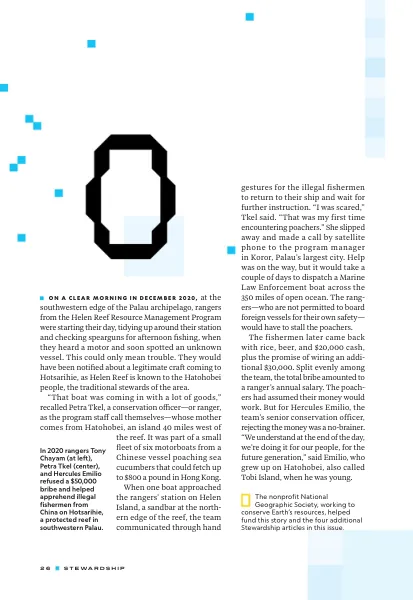 O
ON A CLEAR MORNING IN DECEMBER 2020, at the
southwestern edge of the Palau archipelago, rangers
from the Helen Reef Resource Management Program
were starting their day, tidying up around their station
and checking spearguns for afternoon fishing, when
they heard a motor and soon spotted an unknown
vessel. This could only mean trouble. They would
have been notified about a legitimate craft coming to
Hotsarihie, as Helen Reef is known to the Hatohobei
people, the traditional stewards of the area.
“That boat was coming in with a lot of goods,”
recalled Petra Tkel, a conservation officer—or ranger,
as the program staff call themselves—whose mother
comes from Hatohobei, an island 40 miles west of
the reef. It was part of a small
fleet of six motorboats from a
Chinese vessel poaching sea
cucumbers that could fetch up
to $800 a pound in Hong Kong.
When one boat approached
the rangers’ station on Helen
Island, a sandbar at the north-
ern edge of the reef, the team
communicated through hand
In 2020 rangers Tony
Chayam (at left),
Petra Tkel (center),
and Hercules Emilio
refused a $50,000
bribe and helped
apprehend illegal
fishermen from
China on Hotsarihie,
a protected reef in
southwestern Palau.
gestures for the illegal fishermen
to return to their ship and wait for
further instruction. “I was scared,”
Tkel said. “That was my first time
encountering poachers.” She slipped
away and made a call by satellite
phone to the program manager
in Koror, Palau’s largest city. Help
was on the way, but it would take a
couple of days to dispatch a Marine
Law Enforcement boat across the
350 miles of open ocean. The rang-
ers—who are not permitted to board
foreign vessels for their own safety—
would have to stall the poachers.
The fishermen later came back
with rice, beer, and $20,000 cash,
plus the promise of wiring an addi-
tional $30,000. Split evenly among
the team, the total bribe amounted to
a ranger’s annual salary. The poach-
ers had assumed their money would
work. But for Hercules Emilio, the
team’s senior conservation officer,
rejecting the money was a no-brainer.
“We understand at the end of the day,
we’re doing it for our people, for the
future generation,” said Emilio, who
grew up on Hatohobei, also called
Tobi Island, when he was young.
The nonprofit National
Geographic Society, working to
conserve Earth’s resources, helped
fund this story and the four additional
Stewardship articles in this issue.
26 STEWARDSHIP